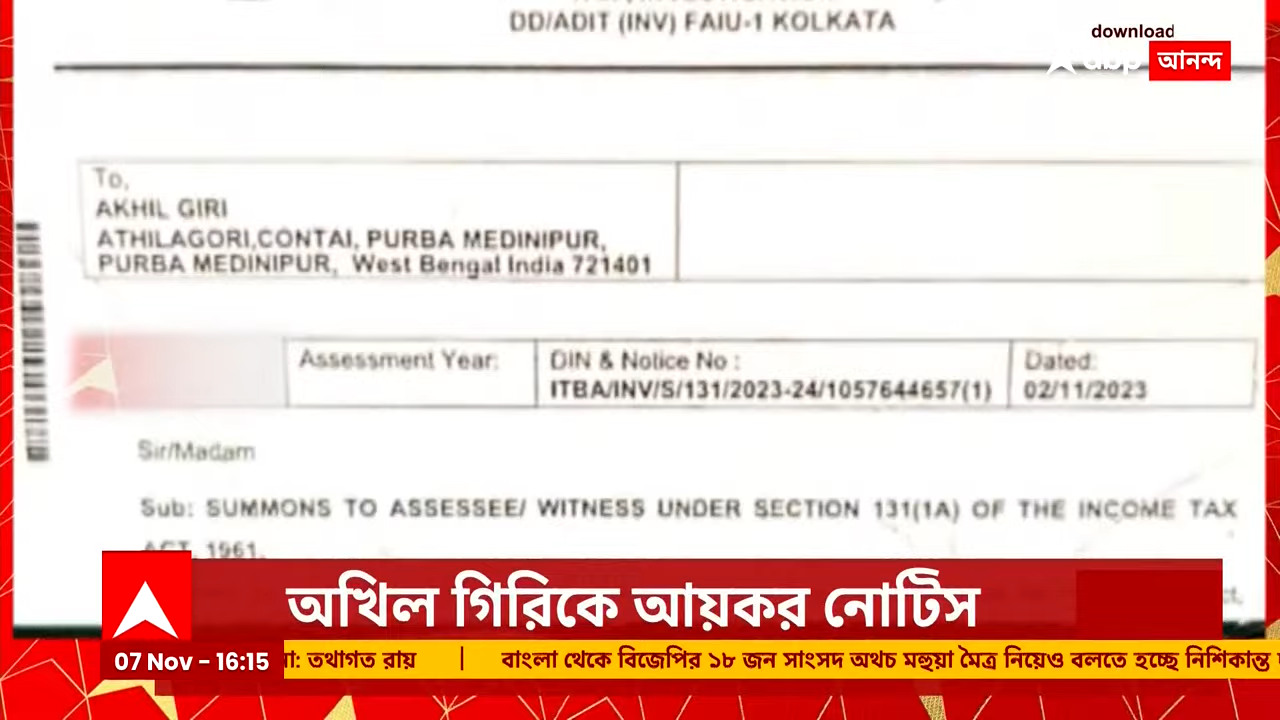 DD/ADIT (INV) FAIU-1 KOLKATA
download
abp আনন্দ
To,
AKHIL GIRI
ATHILAGORI,CONTAI, PURBA MEDINIPUR,
PURBA MEDINIPUR, West Bengal India 721401
Assessment Year:
DIN & Notice No :
ITBA/INV/S/131/2023-24/1057644657(1)
Dated:
02/11/2023
Sir/Madam
Sub: SUMMONS TO ASSESSEE/ WITNESS UNDER SECTION 131(1A) OF THE INCOME TAX
ACT, 1961.
অখিল গিরিকে আয়কর নোটিস
07 Nov - 16:15
তথাগত রায় | বাংলা থেকে বিজেপির ১৮ জন সাংসদ অথচ মহুয়া মৈত্র নিয়েও বলতে হচ্ছে নিশিকান্ত